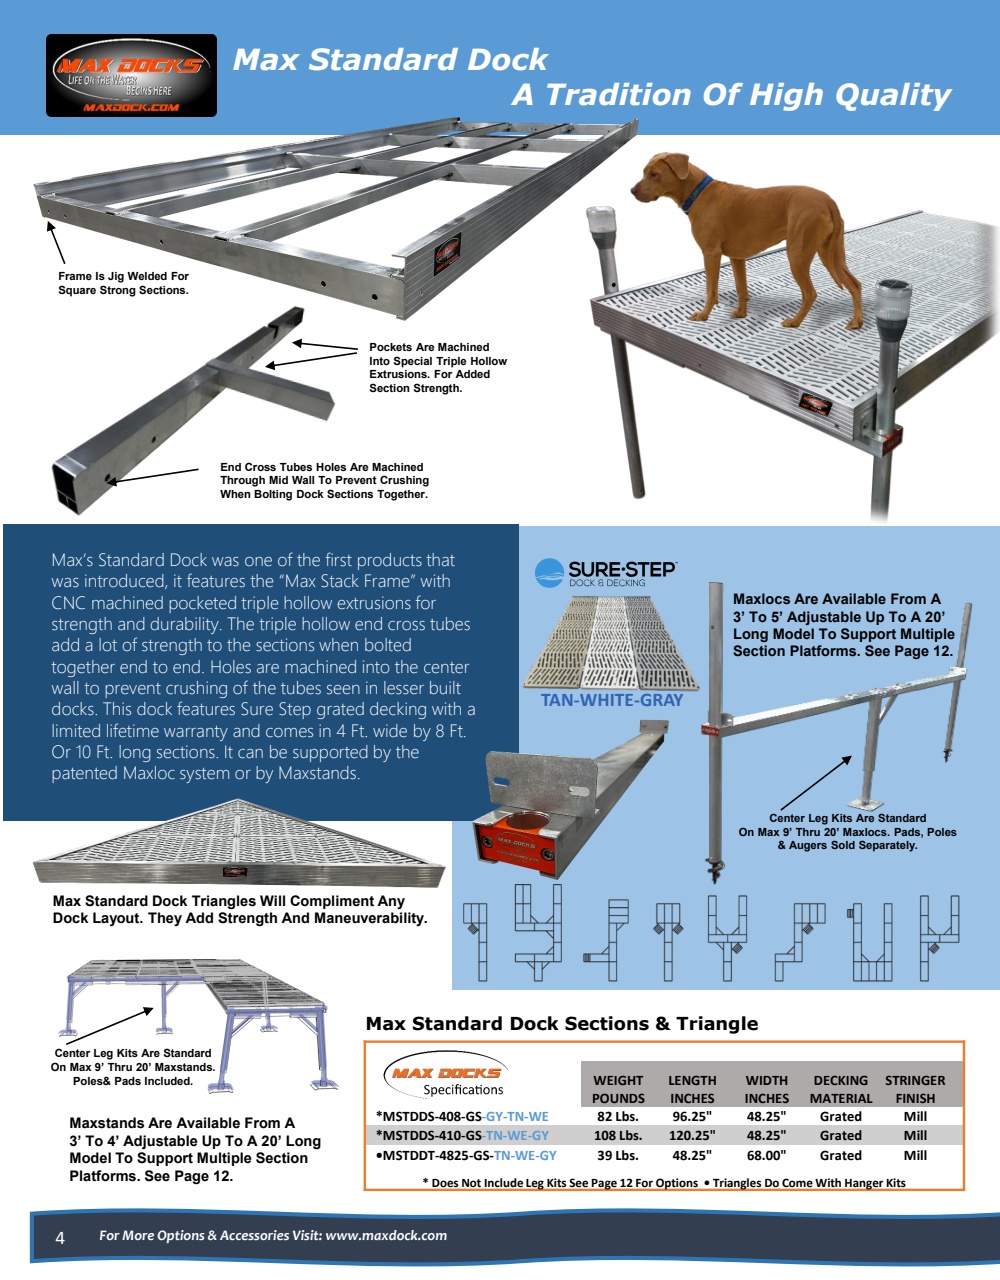 MAX DOCKS
LIFE ON THE WATER
BEGINS HERE
MAXDOCK.COM
Max Standard Dock
A Tradition Of High Quality
Frame Is Jig Welded For
Square Strong Sections.
Pockets Are Machined
Into Special Triple Hollow
Extrusions. For Added
Section Strength.
End Cross Tubes Holes Are Machined
Through Mid Wall To Prevent Crushing
When Bolting Dock Sections Together.
Max's Standard Dock was one of the first products that
was introduced, it features the “Max Stack Frame” with
CNC machined pocketed triple hollow extrusions for
strength and durability. The triple hollow end cross tubes
add a lot of strength to the sections when bolted
together end to end. Holes are machined into the center
wall to prevent crushing of the tubes seen in lesser built
docks. This dock features Sure Step grated decking with a
limited lifetime warranty and comes in 4 Ft. wide by 8 Ft.
Or 10 Ft. long sections. It can be supported by the
patented Maxloc system or by Maxstands.
SURE·STEP™
DOCK & DECKING
TAN-WHITE-GRAY
Maxlocs Are Available From A
3' To 5' Adjustable Up To A 20'
Long Model To Support Multiple
Section Platforms. See Page 12.
MAX DOCKS
Center Leg Kits Are Standard
On Max 9' Thru 20' Maxlocs. Pads, Poles
& Augers Sold Separately.
Max Standard Dock Triangles Will Compliment Any
Dock Layout. They Add Strength And Maneuverability.
Center Leg Kits Are Standard
On Max 9' Thru 20' Maxstands.
Poles& Pads Included.
Maxstands Are Available From A
3' To 4' Adjustable Up To A 20' Long
Model To Support Multiple Section
Platforms. See Page 12.
Max Standard Dock Sections & Triangle
MAX DOCKS
Specifications
WEIGHT POUNDS LENGTH INCHES WIDTH INCHES DECKING MATERIAL STRINGER FINISH
*MSTDDS-408-GS-GY-TN-WE 82 Lbs. 96.25" 48.25" Grated Mill
*MSTDDS-410-GS-TN-WE-GY 108 Lbs. 120.25" 48.25" Grated Mill
•MSTDDT-4825-GS-TN-WE-GY 39 Lbs. 48.25" 68.00" Grated Mill
* Does Not Include Leg Kits See Page 12 For Options • Triangles Do Come With Hanger Kits
4 For More Options & Accessories Visit: www.maxdock.com